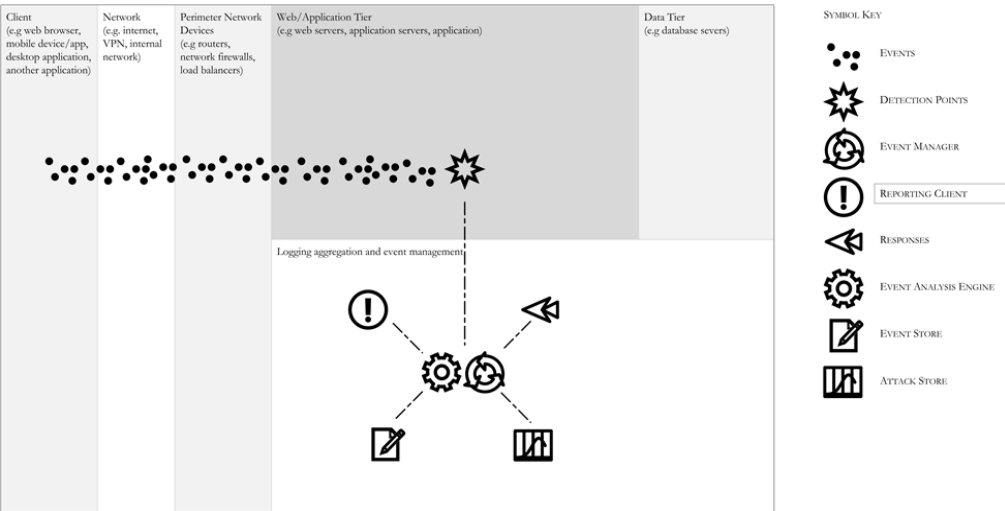 Client
(e.g web browser,
mobile device/app,
desktop application,
another application)
Network
(e.g. internet,
VPN, internal
network)
Perimeter Network
Devices
(e.g routers,
network firewalls,
load balancers)
Web/Application Tier
(e.g web servers, application servers, application)
Data Tier
(e.g database severs)
Logging aggregation and event management
SYMBOL KEY
EVENTS
DETECTION POINTS
EVENT MANAGER
REPORTING CLIENT
RESPONSES
EVENT ANALYSIS ENGINE
EVENT STORE
ATTACK STORE